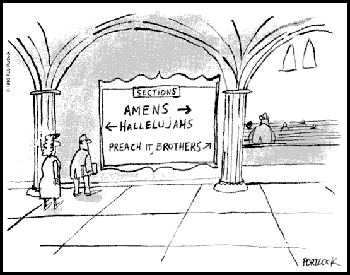 SECTIONS
AMENS →
← HALLELUJAHS
PREACH IT, BROTHERS ↗
PORTLOCK